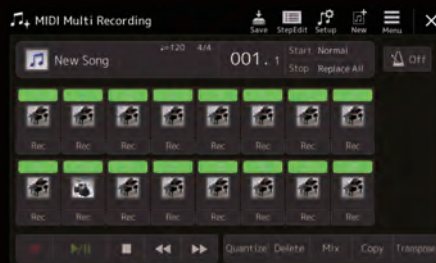 MIDI Multi Recording
Save StepEdit Setup New Menu
New Song
♩=120 4/4
001. 1
Start Normal
Stop Replace All
Off
Rec Rec Rec Rec Rec Rec Rec Rec
Rec Rec Rec Rec Rec Rec Rec Rec
Quantize Delete Mix Copy Transpose